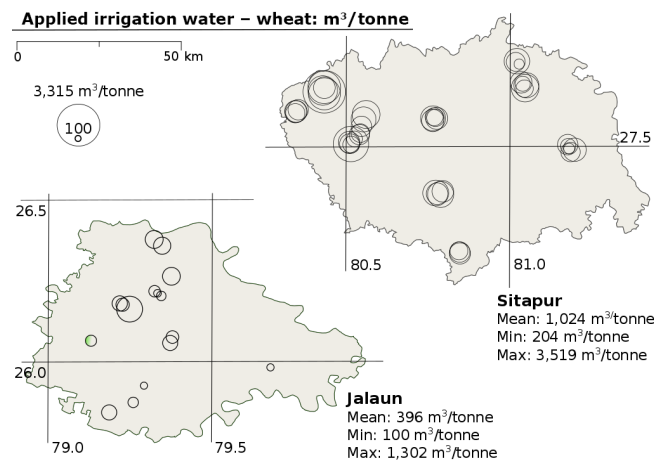 Applied irrigation water – wheat: m³/tonne
0 50 km
3,315 m³/tonne
100
27.5
26.5
80.5
81.0
Sitapur
Mean: 1,024 m³/tonne
Min: 204 m³/tonne
Max: 3,519 m³/tonne
26.0
Jalaun
Mean: 396 m³/tonne
Min: 100 m³/tonne
Max: 1,302 m³/tonne
79.0
79.5